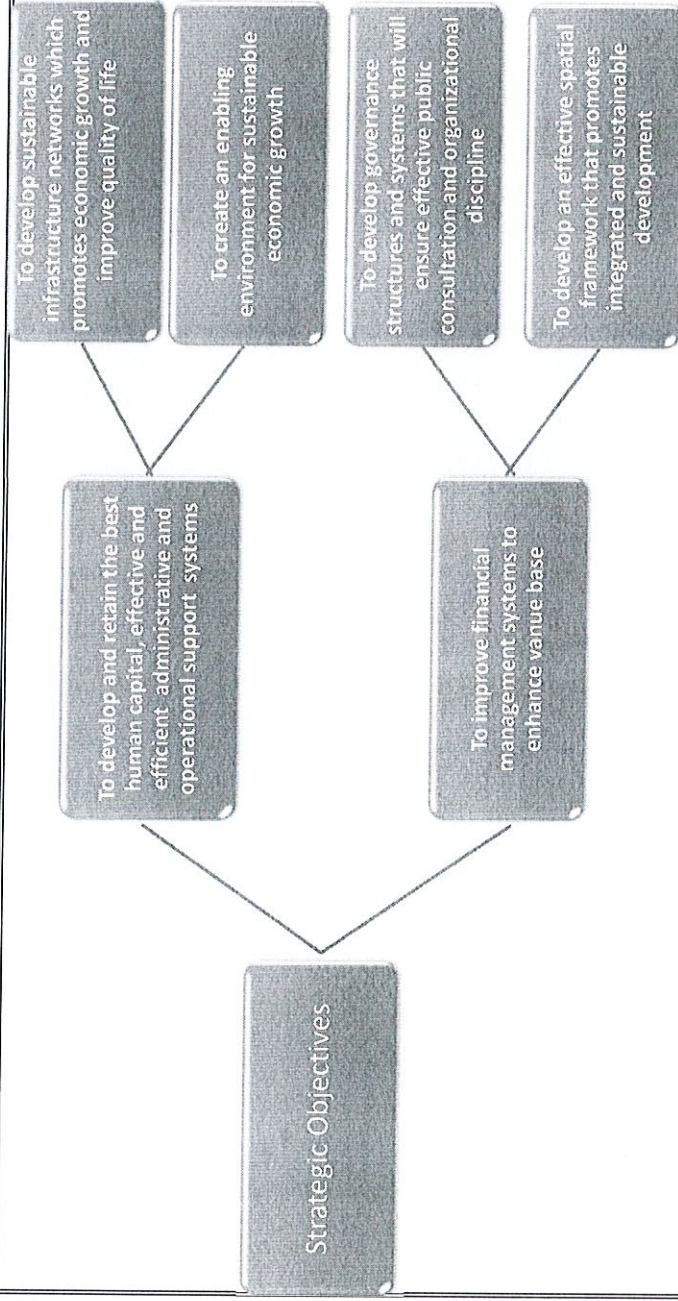 Strategic Objectives
To develop and retain the best
human capital, effective and
efficient administrative and
operational support systems
To improve financial
management systems to
enhance vanue base
To develop sustainable
infrastructure networks which
promotes economic growth and
improve quality of life
To create an enabling
environment for sustainable
economic growth
To develop governance
structures and systems that will
ensure effective public
consultation and organizational
discipline
To develop an effective spatial
framework that promotes
integrated and sustainable
development